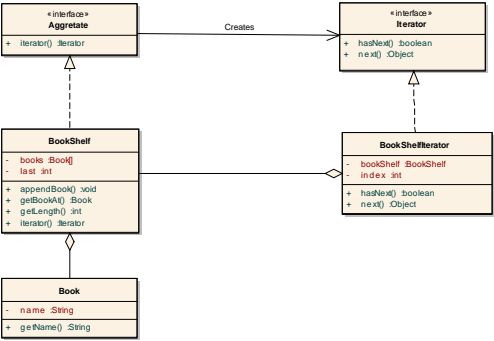 «interface»
Aggretate
+ iterator() :Iterator
Creates
«interface»
Iterator
+ hasNext() :boolean
+ next() :Object
BookShelf
- books :Book[]
- last :int
+ appendBook() :void
+ getBookAt() :Book
+ getLength() :int
+ iterator() :Iterator
BookShelfIterator
- bookShelf :BookShelf
- index :int
+ hasNext() :boolean
+ next() :Object
Book
- name :String
+ getName() :String